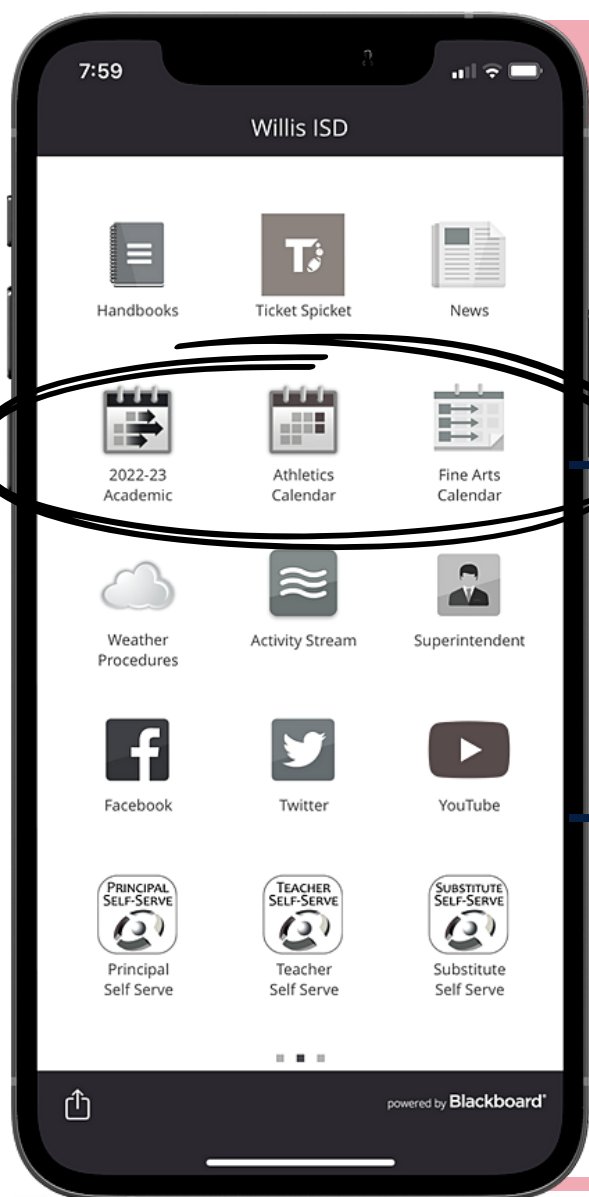 7:59
Willis ISD
Handbooks
Ticket Spicket
News
2022-23
Academic
Athletics
Calendar
Fine Arts
Calendar
Weather
Procedures
Activity Stream
Superintendent
Facebook
Twitter
YouTube
PRINCIPAL
SELF-SERVE
TEACHER
SELF-SERVE
SUBSTITUTE
SELF-SERVE
Principal
Self Serve
Teacher
Self Serve
Substitute
Self Serve
powered by Blackboard®